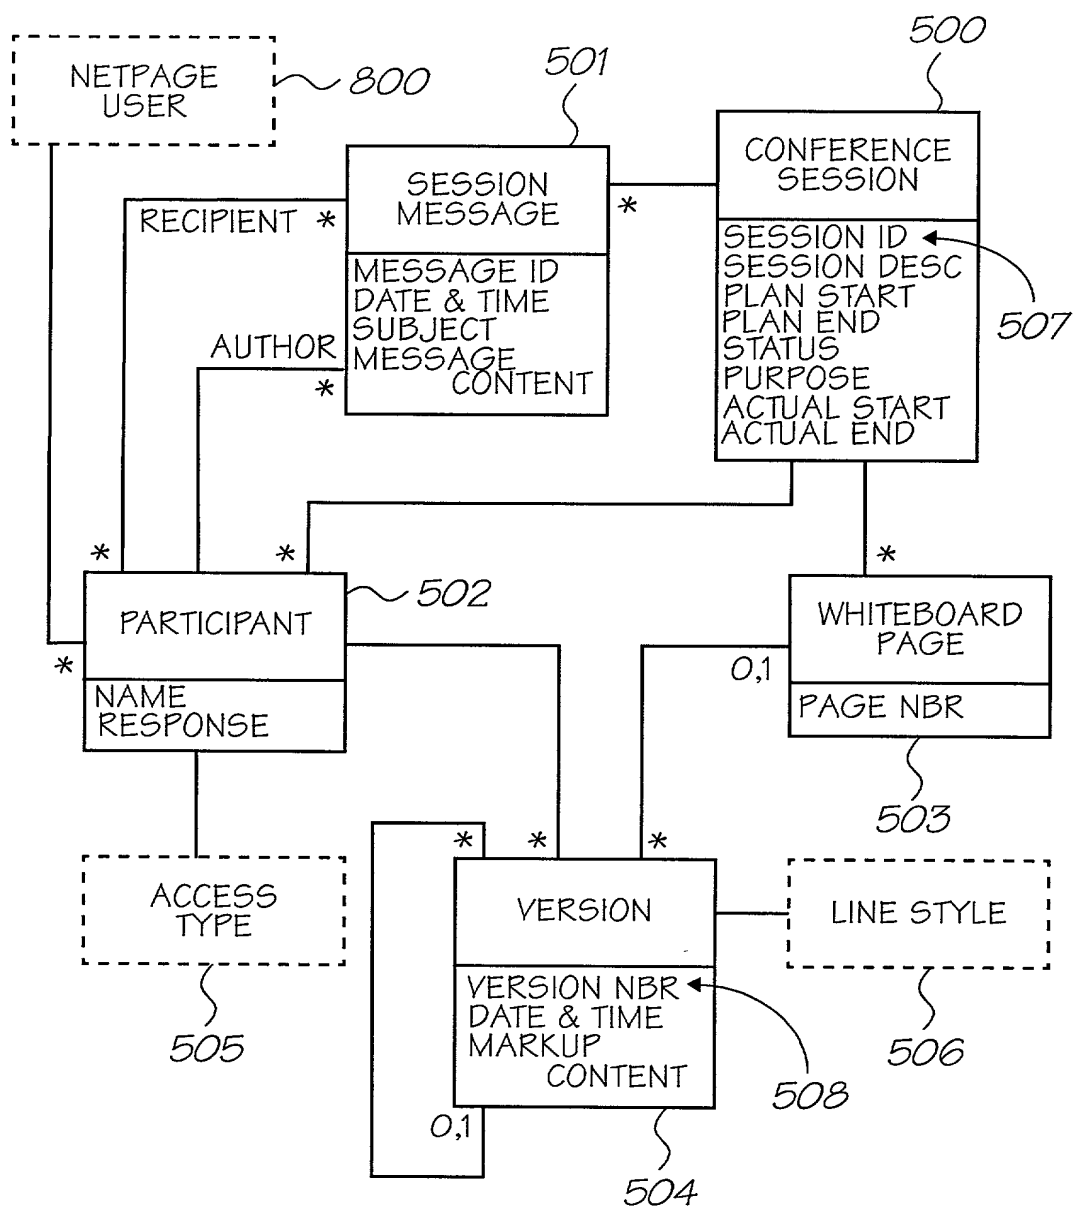 500
501
NETPAGE
USER
800
CONFERENCE
SESSION
SESSION
MESSAGE
*
RECIPIENT *
SESSION ID
SESSION DESC
PLAN START
PLAN END
STATUS
PURPOSE
ACTUAL START
ACTUAL END
507
MESSAGE ID
DATE & TIME
SUBJECT
MESSAGE
CONTENT
AUTHOR
*
*
*
*
502
PARTICIPANT
WHITEBOARD
PAGE
*
0,1
NAME
RESPONSE
PAGE NBR
503
*
*
*
ACCESS
TYPE
VERSION
LINE STYLE
VERSION NBR
DATE & TIME
MARKUP
CONTENT
505
506
508
0,1
504